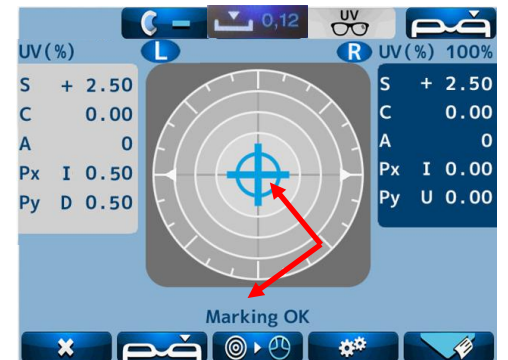 0,12 UV
UV(%) L R UV(%) 100%
S + 2.50
C 0.00
A 0
Px I 0.50
Py D 0.50
S + 2.50
C 0.00
A 0
Px I 0.00
Py U 0.00
Marking OK